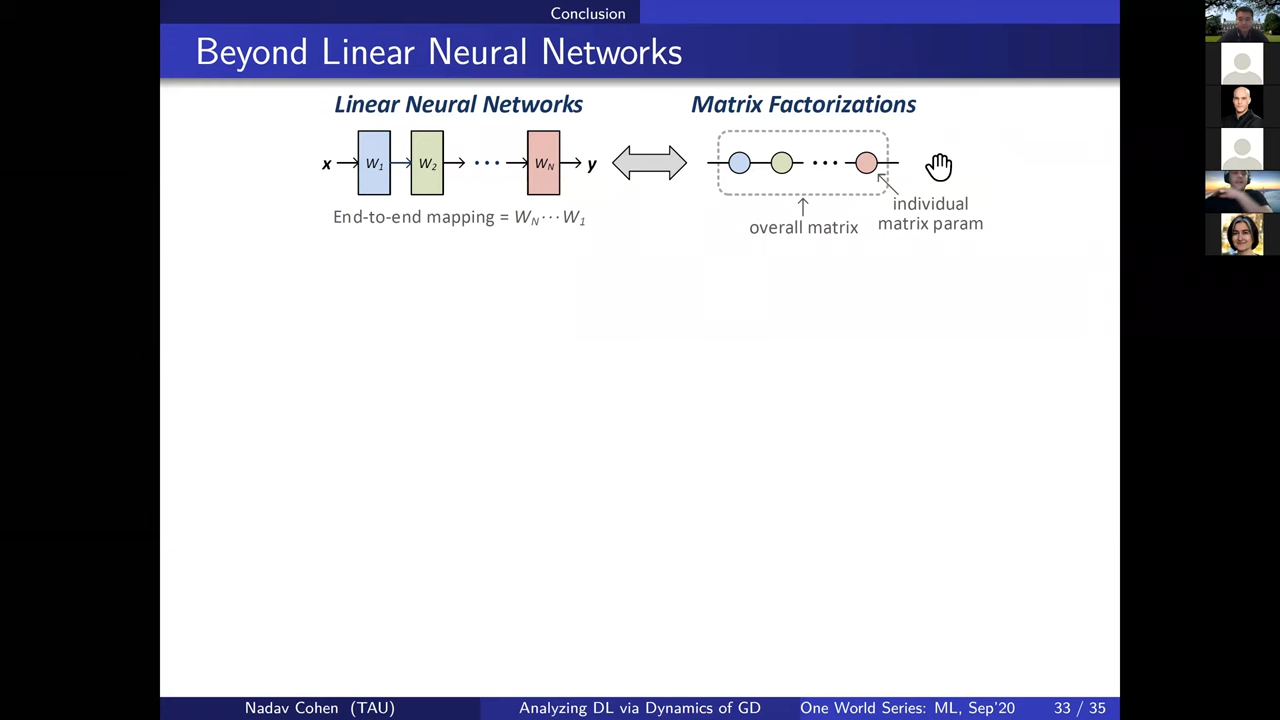 Conclusion
Beyond Linear Neural Networks
Linear Neural Networks
Matrix Factorizations
x W1 W2 ... WN y
...
End-to-end mapping = WN···W1
overall matrix
individual
matrix param
Nadav Cohen (TAU)
Analyzing DL via Dynamics of GD
One World Series: ML, Sep'20
33 / 35